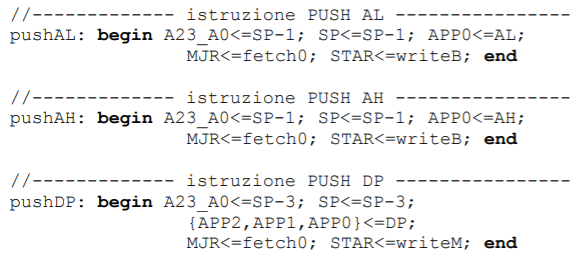 //------------- istruzione PUSH AL ----------------
pushAL: begin A23_A0<=SP-1; SP<=SP-1; APP0<=AL;
MJR<=fetch0; STAR<=writeB; end
//------------- istruzione PUSH AH ----------------
pushAH: begin A23_A0<=SP-1; SP<=SP-1; APP0<=AH;
MJR<=fetch0; STAR<=writeB; end
//------------- istruzione PUSH DP ----------------
pushDP: begin A23_A0<=SP-3; SP<=SP-3;
{APP2,APP1,APP0}<=DP;
MJR<=fetch0; STAR<=writeM; end